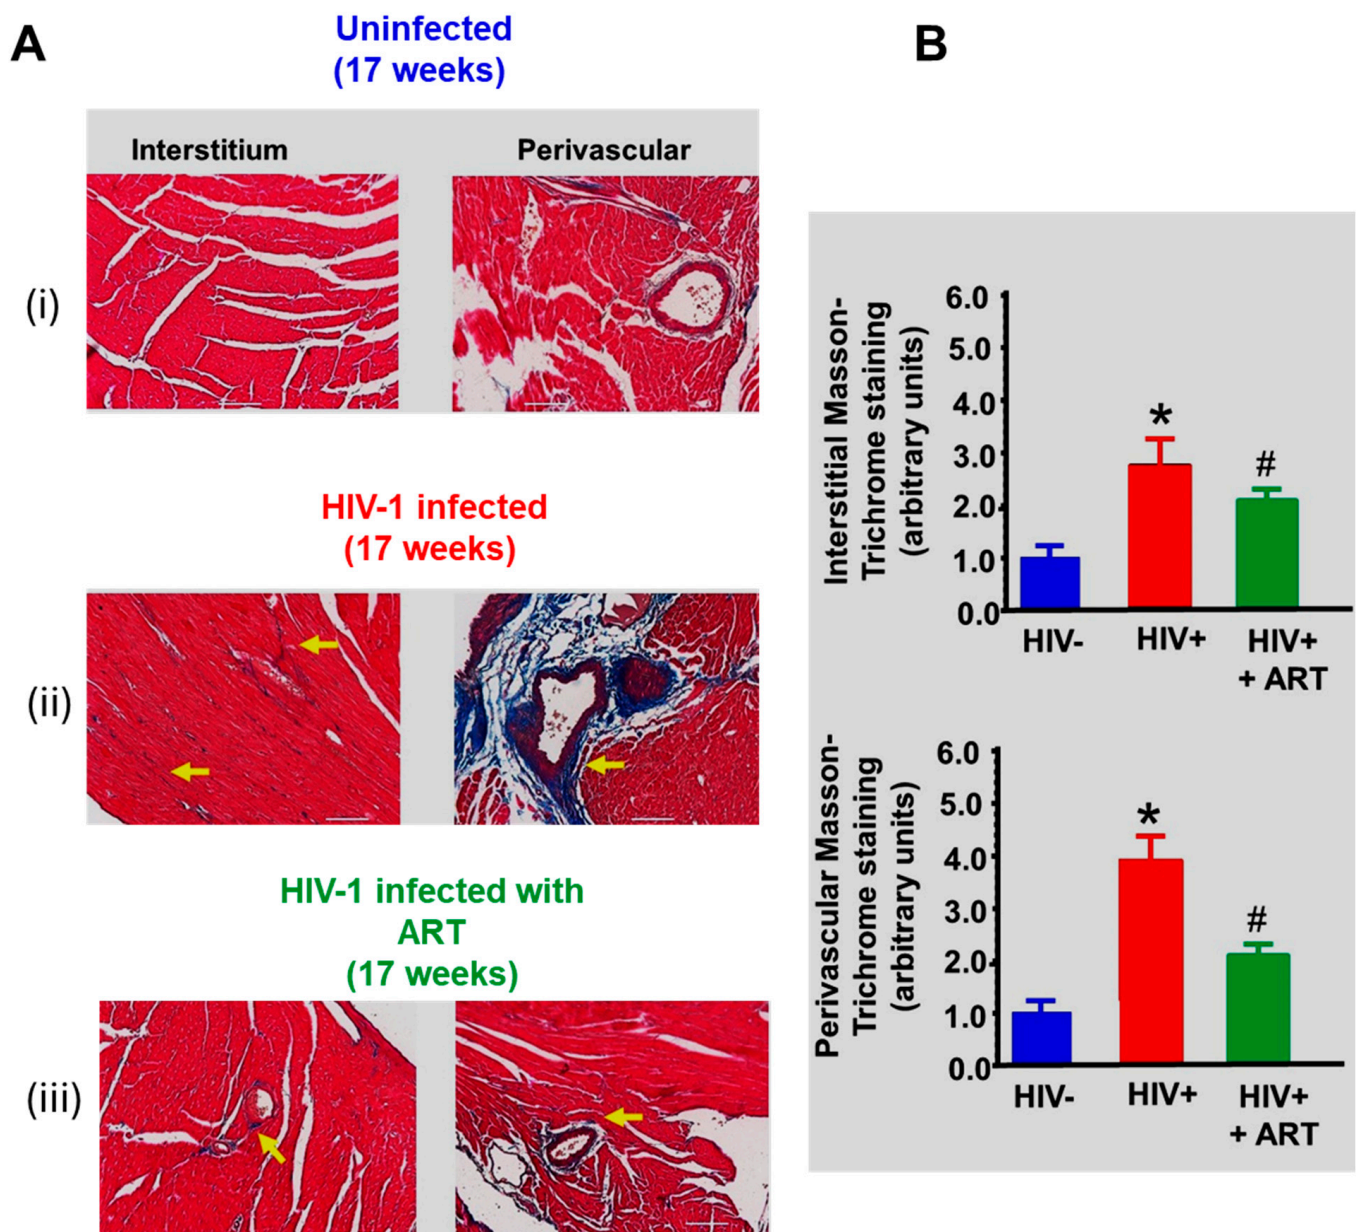 A
Uninfected
(17 weeks)
Interstitium
Perivascular
(i)
HIV-1 infected
(17 weeks)
(ii)
HIV-1 infected with
ART
(17 weeks)
(iii)
B
Interstitial Masson-
Trichrome staining
(arbitrary units)
6.0
5.0
4.0
3.0
2.0
1.0
0.0
*
#
HIV-
HIV+
HIV+
+ ART
Perivascular Masson-
Trichrome staining
(arbitrary units)
6.0
5.0
4.0
3.0
2.0
1.0
0.0
*
#
HIV-
HIV+
HIV+
+ ART